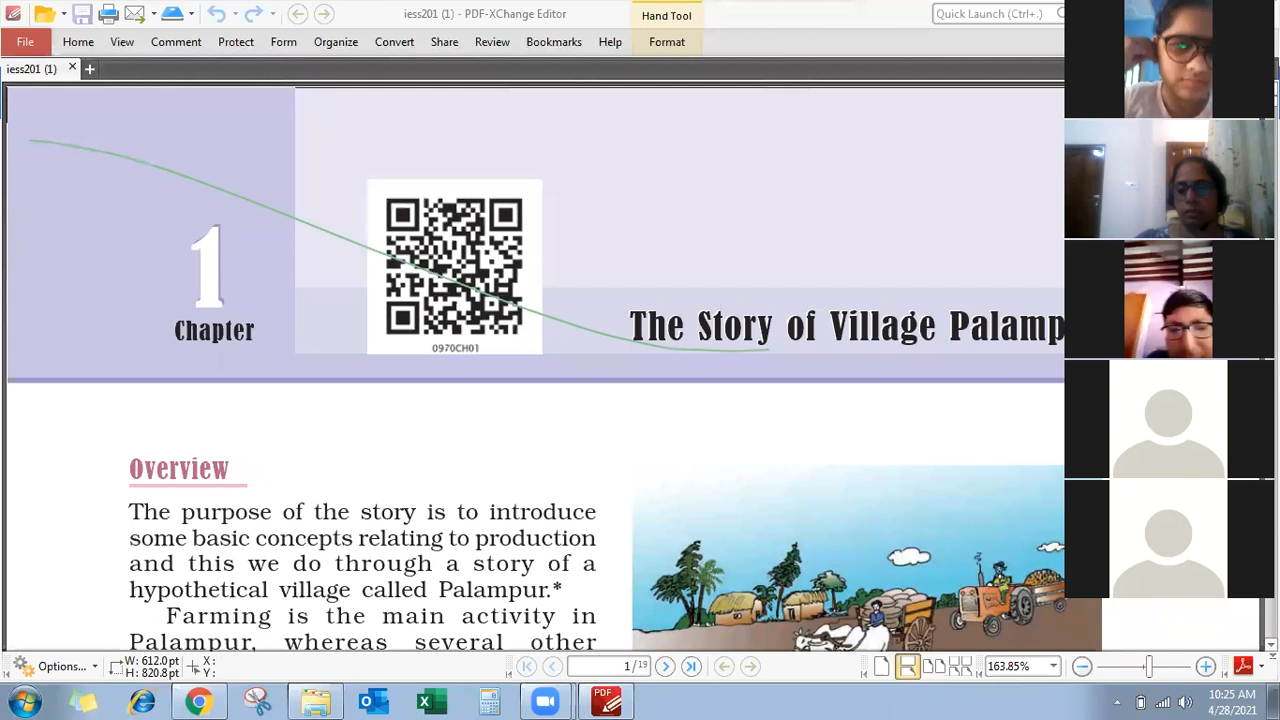 iess201 (1) - PDF-XChange Editor
Hand Tool
Quick Launch (Ctrl+.)
File Home View Comment Protect Form Organize Convert Share Review Bookmarks Help Format
iess201 (1)
1
Chapter
0970CH01
The Story of Village Palamp
Overview
The purpose of the story is to introduce
some basic concepts relating to production
and this we do through a story of a
hypothetical village called Palampur.*
Farming is the main activity in
Palampur, whereas several other
Options... W: 612.0pt X:
H: 820.8pt Y:
1 / 19
163.85%
PDF
10:25 AM
4/28/2021